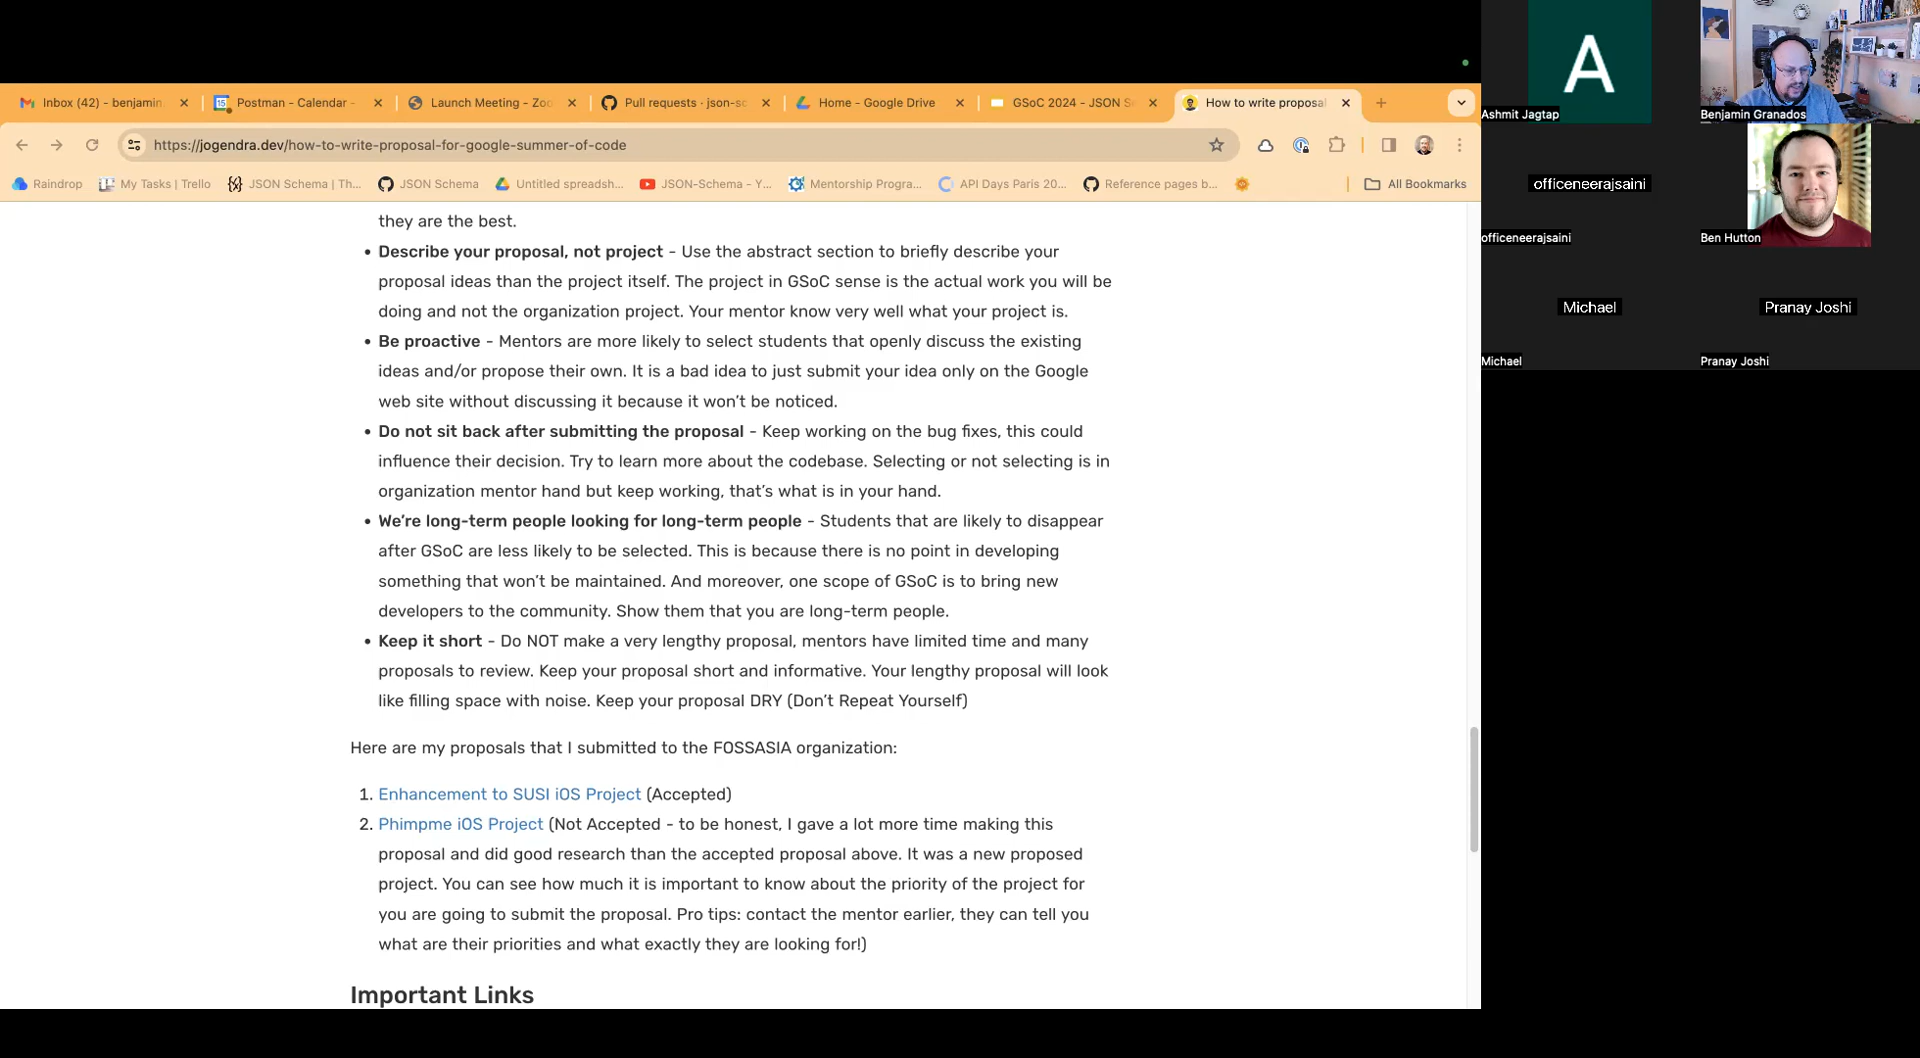 Inbox (42) - benjamin.
Postman - Calendar -
Launch Meeting - Zoo
Pull requests · json-sc
Home - Google Drive
GSoC 2024 - JSON S
How to write proposal
https://jogendra.dev/how-to-write-proposal-for-google-summer-of-code
Raindrop
My Tasks | Trello
JSON Schema | Th...
JSON Schema
Untitled spreadsh...
JSON-Schema - Y...
Mentorship Progra...
API Days Paris 20...
Reference pages b...
All Bookmarks
they are the best.
• Describe your proposal, not project - Use the abstract section to briefly describe your
proposal ideas than the project itself. The project in GSoC sense is the actual work you will be
doing and not the organization project. Your mentor know very well what your project is.
• Be proactive - Mentors are more likely to select students that openly discuss the existing
ideas and/or propose their own. It is a bad idea to just submit your idea only on the Google
web site without discussing it because it won't be noticed.
• Do not sit back after submitting the proposal - Keep working on the bug fixes, this could
influence their decision. Try to learn more about the codebase. Selecting or not selecting is in
organization mentor hand but keep working, that's what is in your hand.
• We're long-term people looking for long-term people - Students that are likely to disappear
after GSoC are less likely to be selected. This is because there is no point in developing
something that won't be maintained. And moreover, one scope of GSoC is to bring new
developers to the community. Show them that you are long-term people.
• Keep it short - Do NOT make a very lengthy proposal, mentors have limited time and many
proposals to review. Keep your proposal short and informative. Your lengthy proposal will look
like filling space with noise. Keep your proposal DRY (Don't Repeat Yourself)
Here are my proposals that I submitted to the FOSSASIA organization:
1. Enhancement to SUSI iOS Project (Accepted)
2. Phimpme iOS Project (Not Accepted - to be honest, I gave a lot more time making this
proposal and did good research than the accepted proposal above. It was a new proposed
project. You can see how much it is important to know about the priority of the project for
you are going to submit the proposal. Pro tips: contact the mentor earlier, they can tell you
what are their priorities and what exactly they are looking for!)
Important Links
A
Ashmit Jagtap
Benjamin Granados
officeneerajsaini
officeneerajsaini
Ben Hutton
Michael
Michael
Pranay Joshi
Pranay Joshi